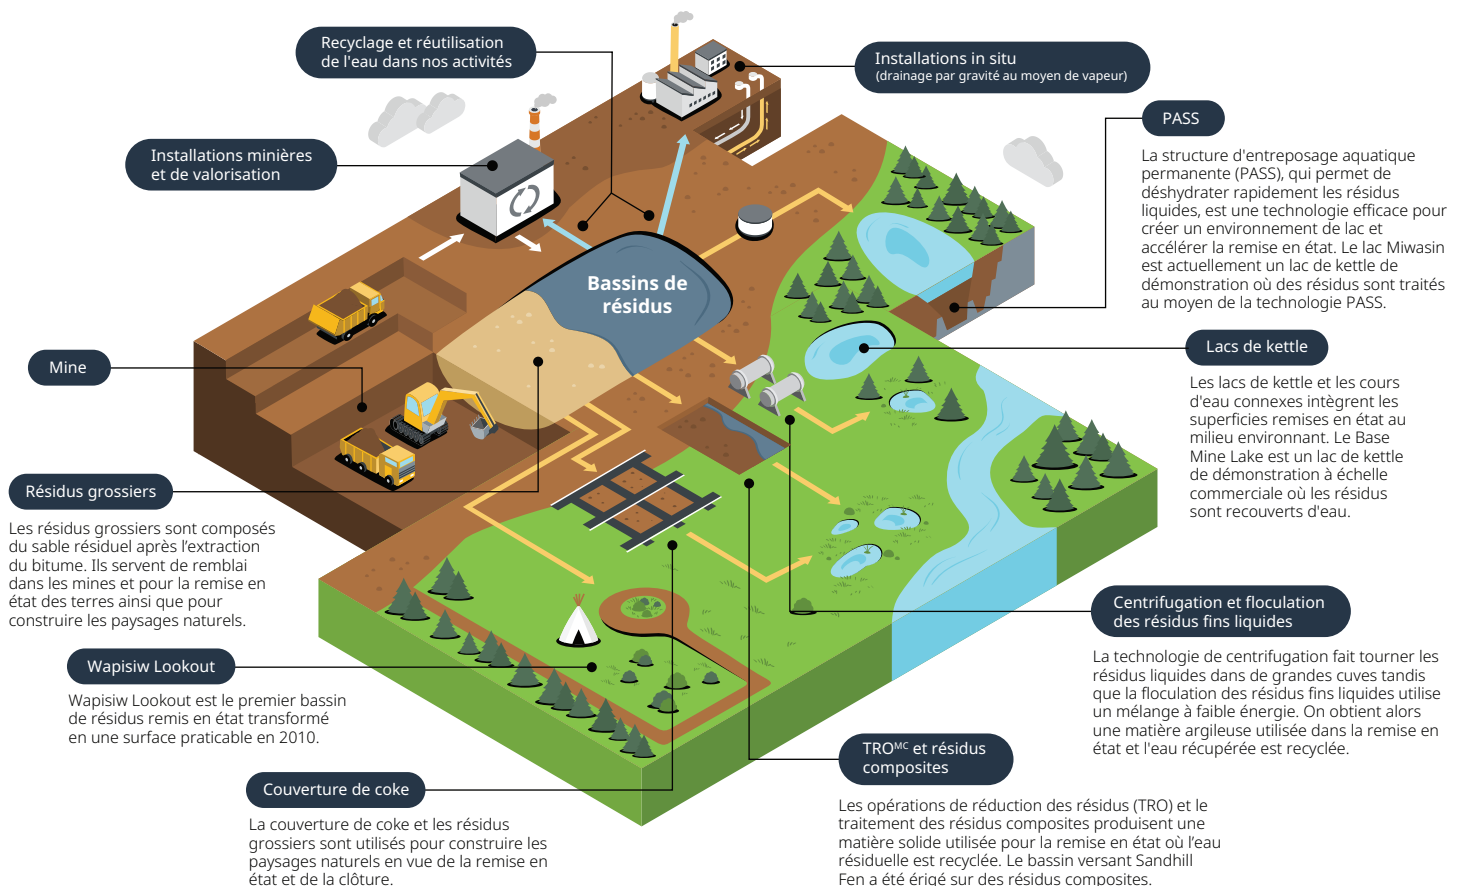 Recyclage et réutilisation
de l'eau dans nos activités
Installations in situ
(drainage par gravité au moyen de vapeur)
PASS
La structure d'entreposage aquatique
permanente (PASS), qui permet de
déshydrater rapidement les résidus
liquides, est une technologie efficace pour
créer un environnement de lac et
accélérer la remise en état. Le lac Miwasin
est actuellement un lac de kettle de
démonstration où des résidus sont traités
au moyen de la technologie PASS.
Installations minières
et de valorisation
Bassins de
résidus
Lacs de kettle
Les lacs de kettle et les cours
d'eau connexes intègrent les
superficies remises en état au
milieu environnant. Le Base
Mine Lake est un lac de kettle
de démonstration à échelle
commerciale où les résidus
sont recouverts d'eau.
Mine
Résidus grossiers
Les résidus grossiers sont composés
du sable résiduel après l’extraction
du bitume. Ils servent de remblai
dans les mines et pour la remise en
état des terres ainsi que pour
construire les paysages naturels.
Centrifugation et floculation
des résidus fins liquides
La technologie de centrifugation fait tourner les
résidus liquides dans de grandes cuves tandis
que la floculation des résidus fins liquides utilise
un mélange à faible énergie. On obtient alors
une matière argileuse utilisée dans la remise en
état et l'eau récupérée est recyclée.
Wapisiw Lookout
Wapisiw Lookout est le premier bassin
de résidus remis en état transformé
en une surface praticable en 2010.
TROᴹᶜ et résidus
composites
Les opérations de réduction des résidus (TRO) et le
traitement des résidus composites produisent une
matière solide utilisée pour la remise en état où l’eau
résiduelle est recyclée. Le bassin versant Sandhill
Fen a été érigé sur des résidus composites.
Couverture de coke
La couverture de coke et les résidus
grossiers sont utilisés pour construire les
paysages naturels en vue de la remise en
état et de la clôture.